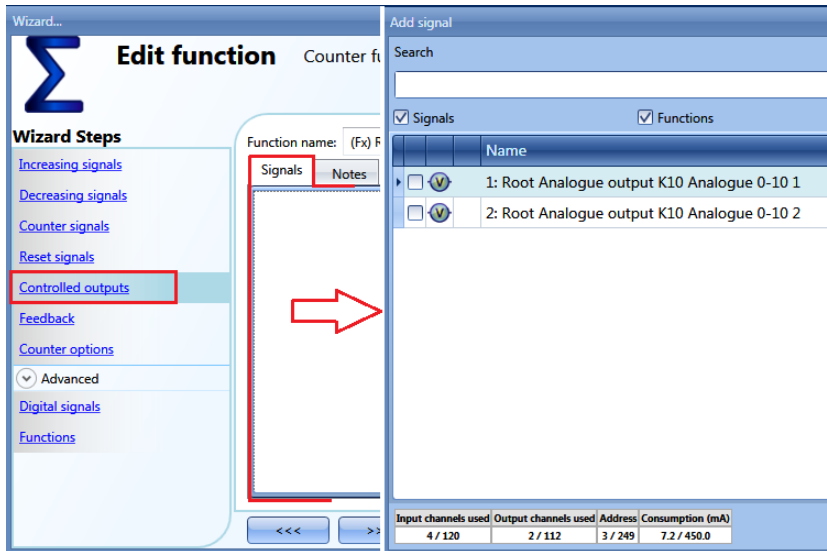 Wizard...
Edit function Counter fu
Wizard Steps
Increasing signals
Decreasing signals
Counter signals
Reset signals
Controlled outputs
Feedback
Counter options
Advanced
Digital signals
Functions
Function name: (Fx) R
Signals Notes
<<< >>
Add signal
Search
Signals Functions
Name
1: Root Analogue output K10 Analogue 0-10 1
2: Root Analogue output K10 Analogue 0-10 2
Input channels used Output channels used Address Consumption (mA)
4 / 120 2 / 112 3 / 249 7.2 / 450.0